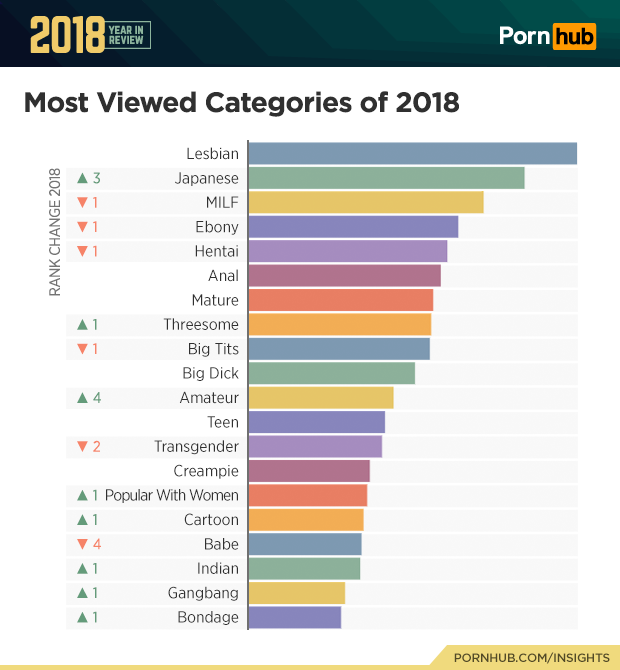 2018 YEAR IN REVIEW
Pornhub
Most Viewed Categories of 2018
RANK CHANGE 2018
Lesbian
▲ 3 Japanese
▼ 1 MILF
▼ 1 Ebony
▼ 1 Hentai
Anal
Mature
▲ 1 Threesome
▼ 1 Big Tits
Big Dick
▲ 4 Amateur
Teen
▼ 2 Transgender
Creampie
▲ 1 Popular With Women
▲ 1 Cartoon
▼ 4 Babe
▲ 1 Indian
▲ 1 Gangbang
▲ 1 Bondage
PORNHUB.COM/INSIGHTS